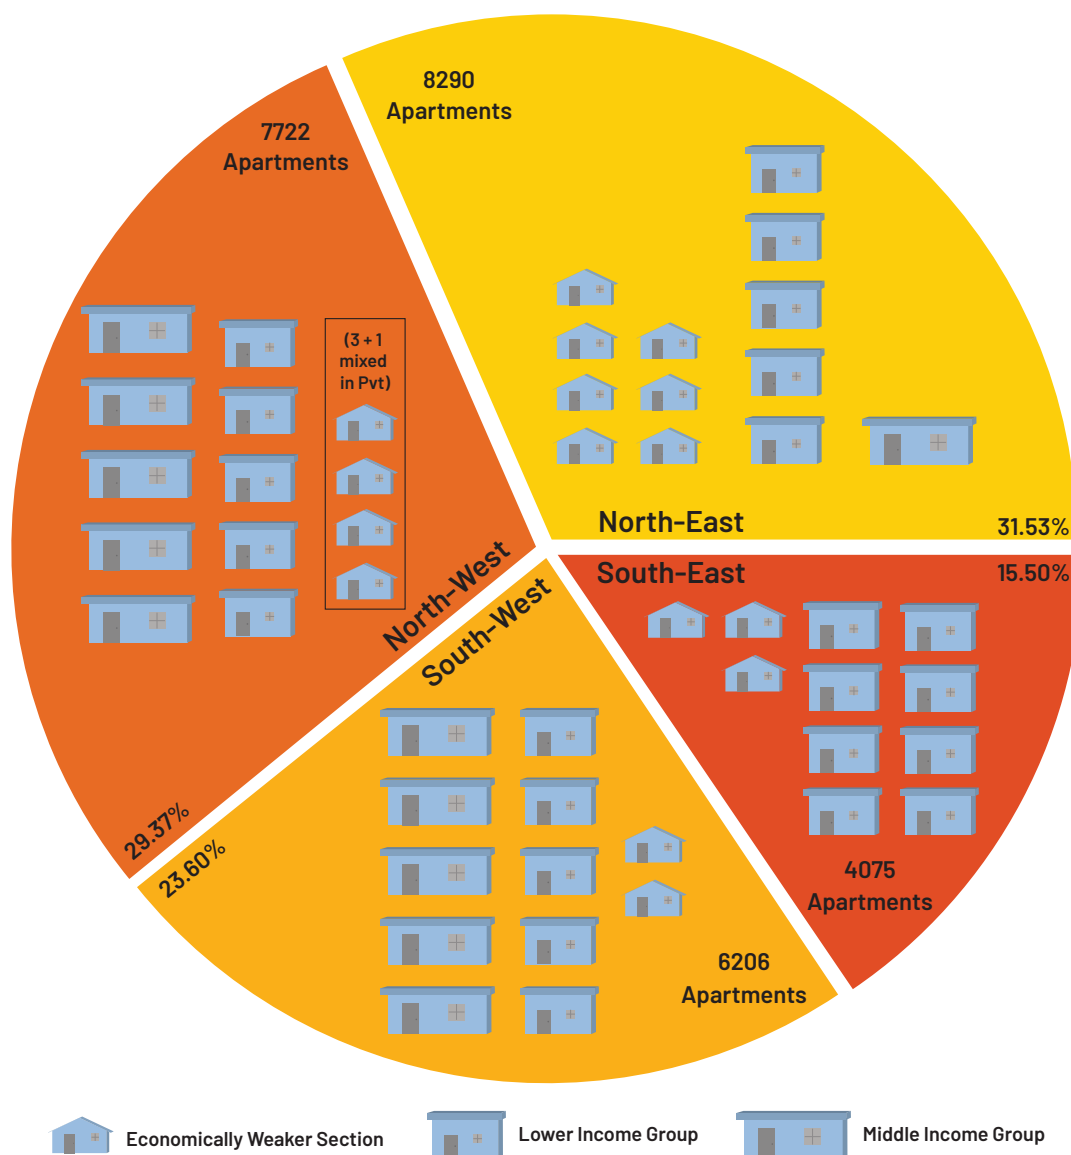 8290
Apartments
7722
Apartments
(3 + 1
mixed
in Pvt)
North-East
31.53%
North-West
South-East
15.50%
South-West
29.37%
23.60%
4075
Apartments
6206
Apartments
Economically Weaker Section
Lower Income Group
Middle Income Group